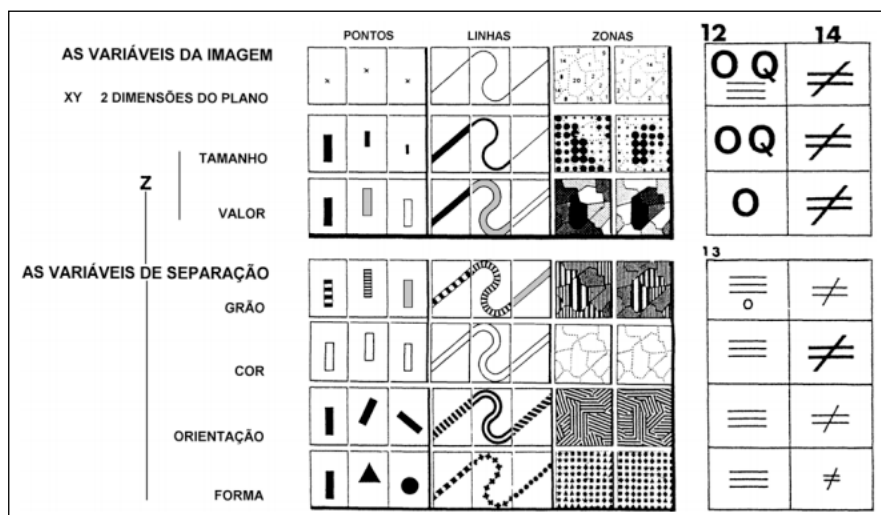 PONTOS LINHAS ZONAS 12 14
AS VARIÁVEIS DA IMAGEM
XY 2 DIMENSÕES DO PLANO
O Q
TAMANHO
O Q
Z
VALOR
O
AS VARIÁVEIS DE SEPARAÇÃO
13
GRÃO
O
COR
ORIENTAÇÃO
FORMA